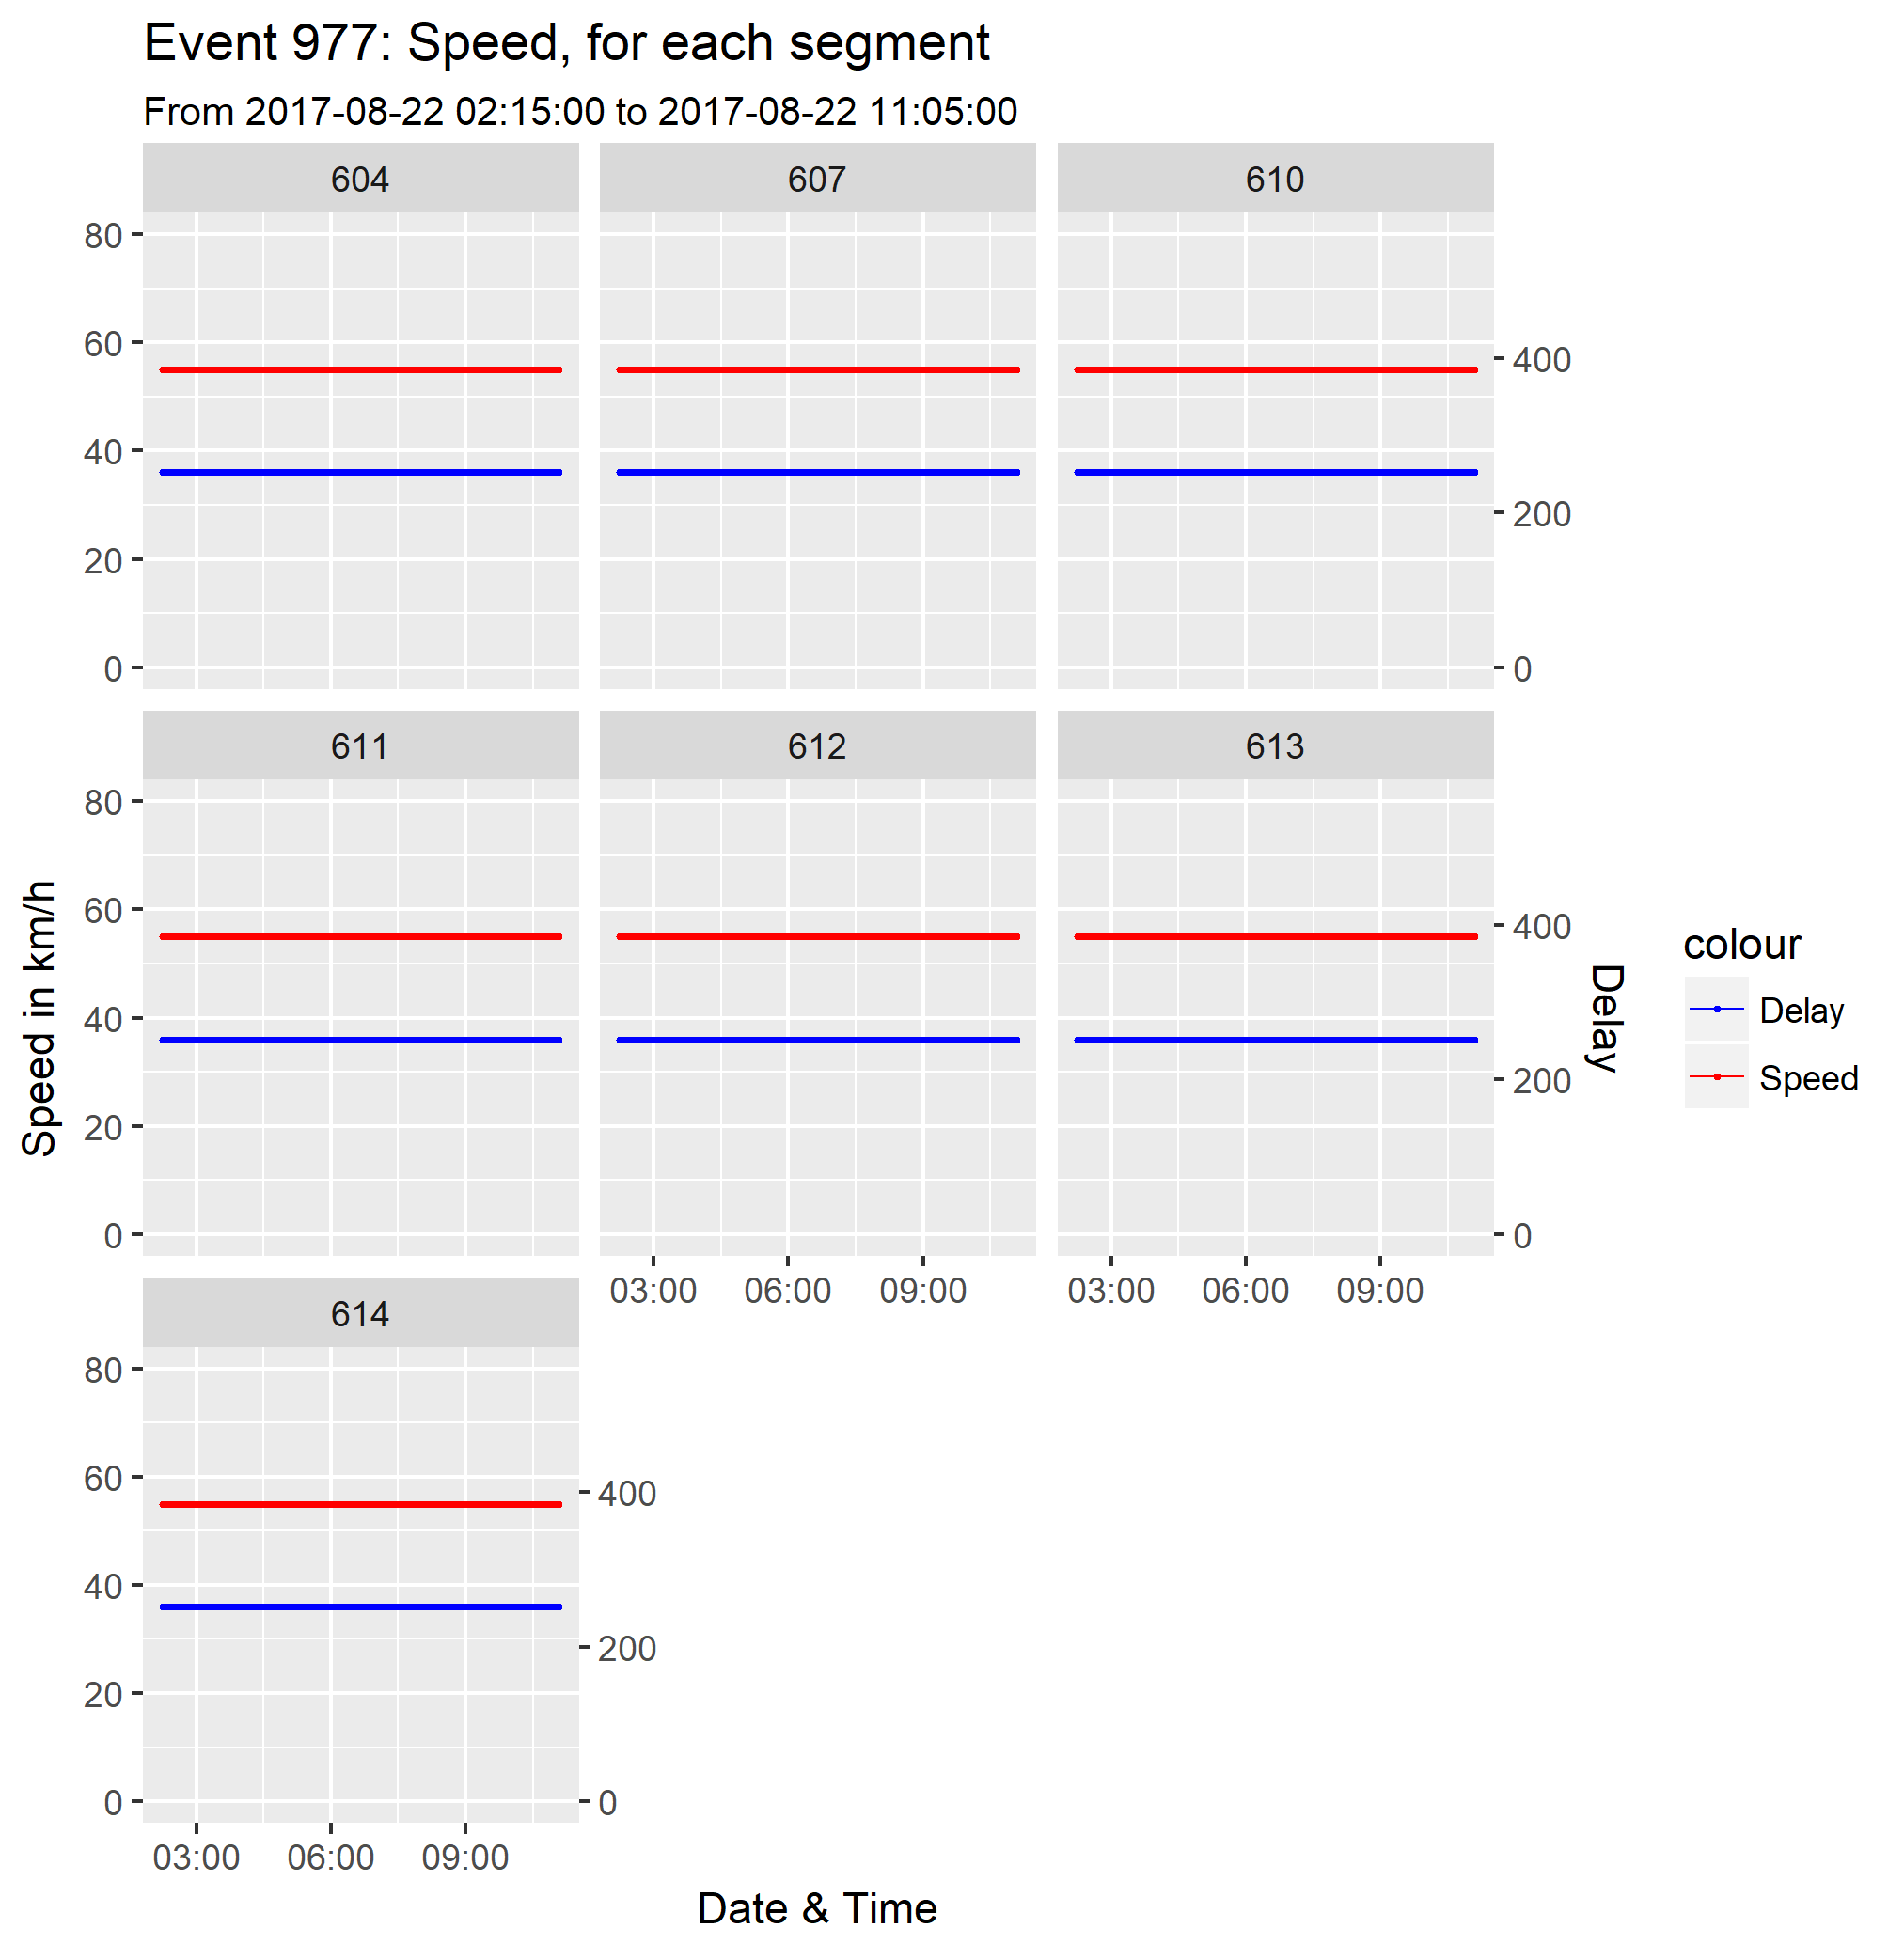 Event 977: Speed, for each segment
From 2017-08-22 02:15:00 to 2017-08-22 11:05:00
604
607
610
80
60
40
20
0
400
200
0
611
612
613
80
60
40
20
0
400
200
0
03:00 06:00 09:00
03:00 06:00 09:00
614
80
60
40
20
0
400
200
0
03:00 06:00 09:00
Date & Time
Speed in km/h
Delay
colour
Delay
Speed